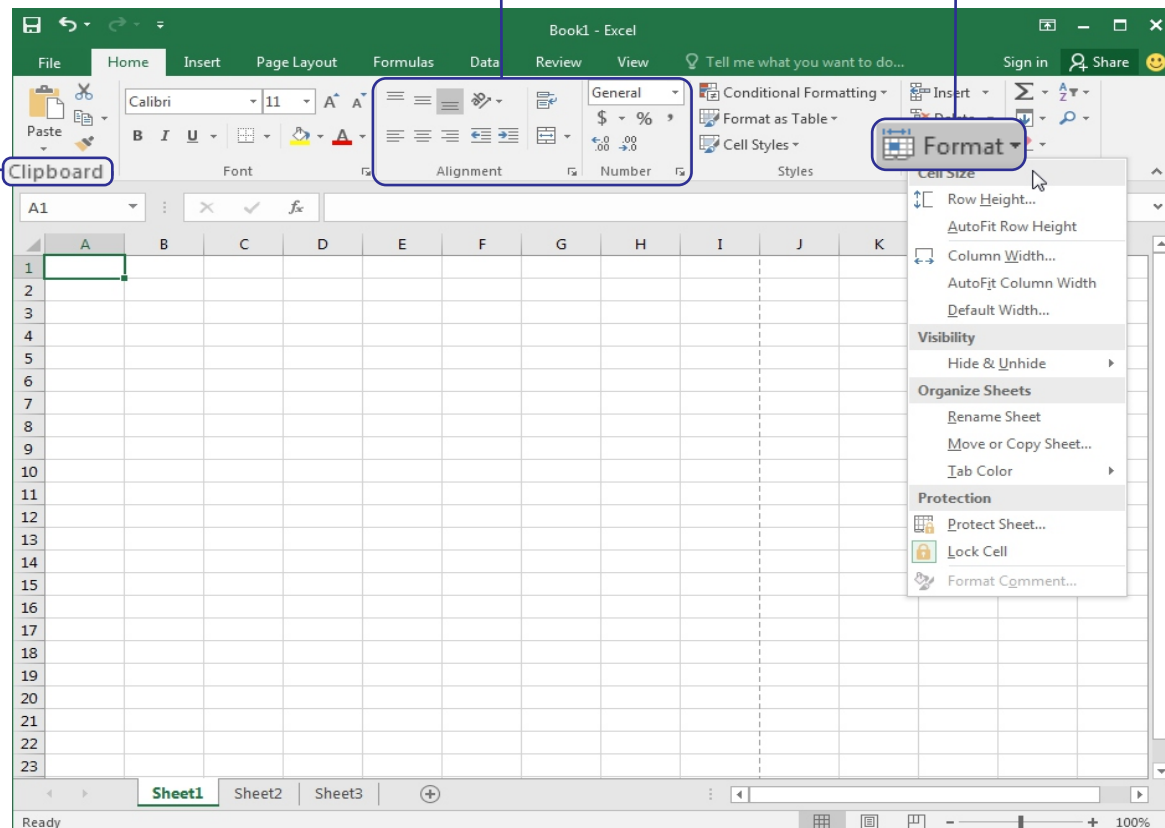 Book1 - Excel
File Home Insert Page Layout Formulas Data Review View Tell me what you want to do... Sign in Share
Paste
Clipboard
Calibri 11 A A
B I U A
Font
Alignment
General
$ % ,
.0 .00 .00 .0
Number
Conditional Formatting
Format as Table
Cell Styles
Styles
Insert
Delete
Format
Σ A Z
A1 fx
Cell Size
Row Height...
AutoFit Row Height
Column Width...
AutoFit Column Width
Default Width...
Visibility
Hide & Unhide
Organize Sheets
Rename Sheet
Move or Copy Sheet...
Tab Color
Protection
Protect Sheet...
Lock Cell
Format Comment...
A B C D E F G H I J K
1
2
3
4
5
6
7
8
9
10
11
12
13
14
15
16
17
18
19
20
21
22
23
Sheet1 Sheet2 Sheet3
Ready 100%